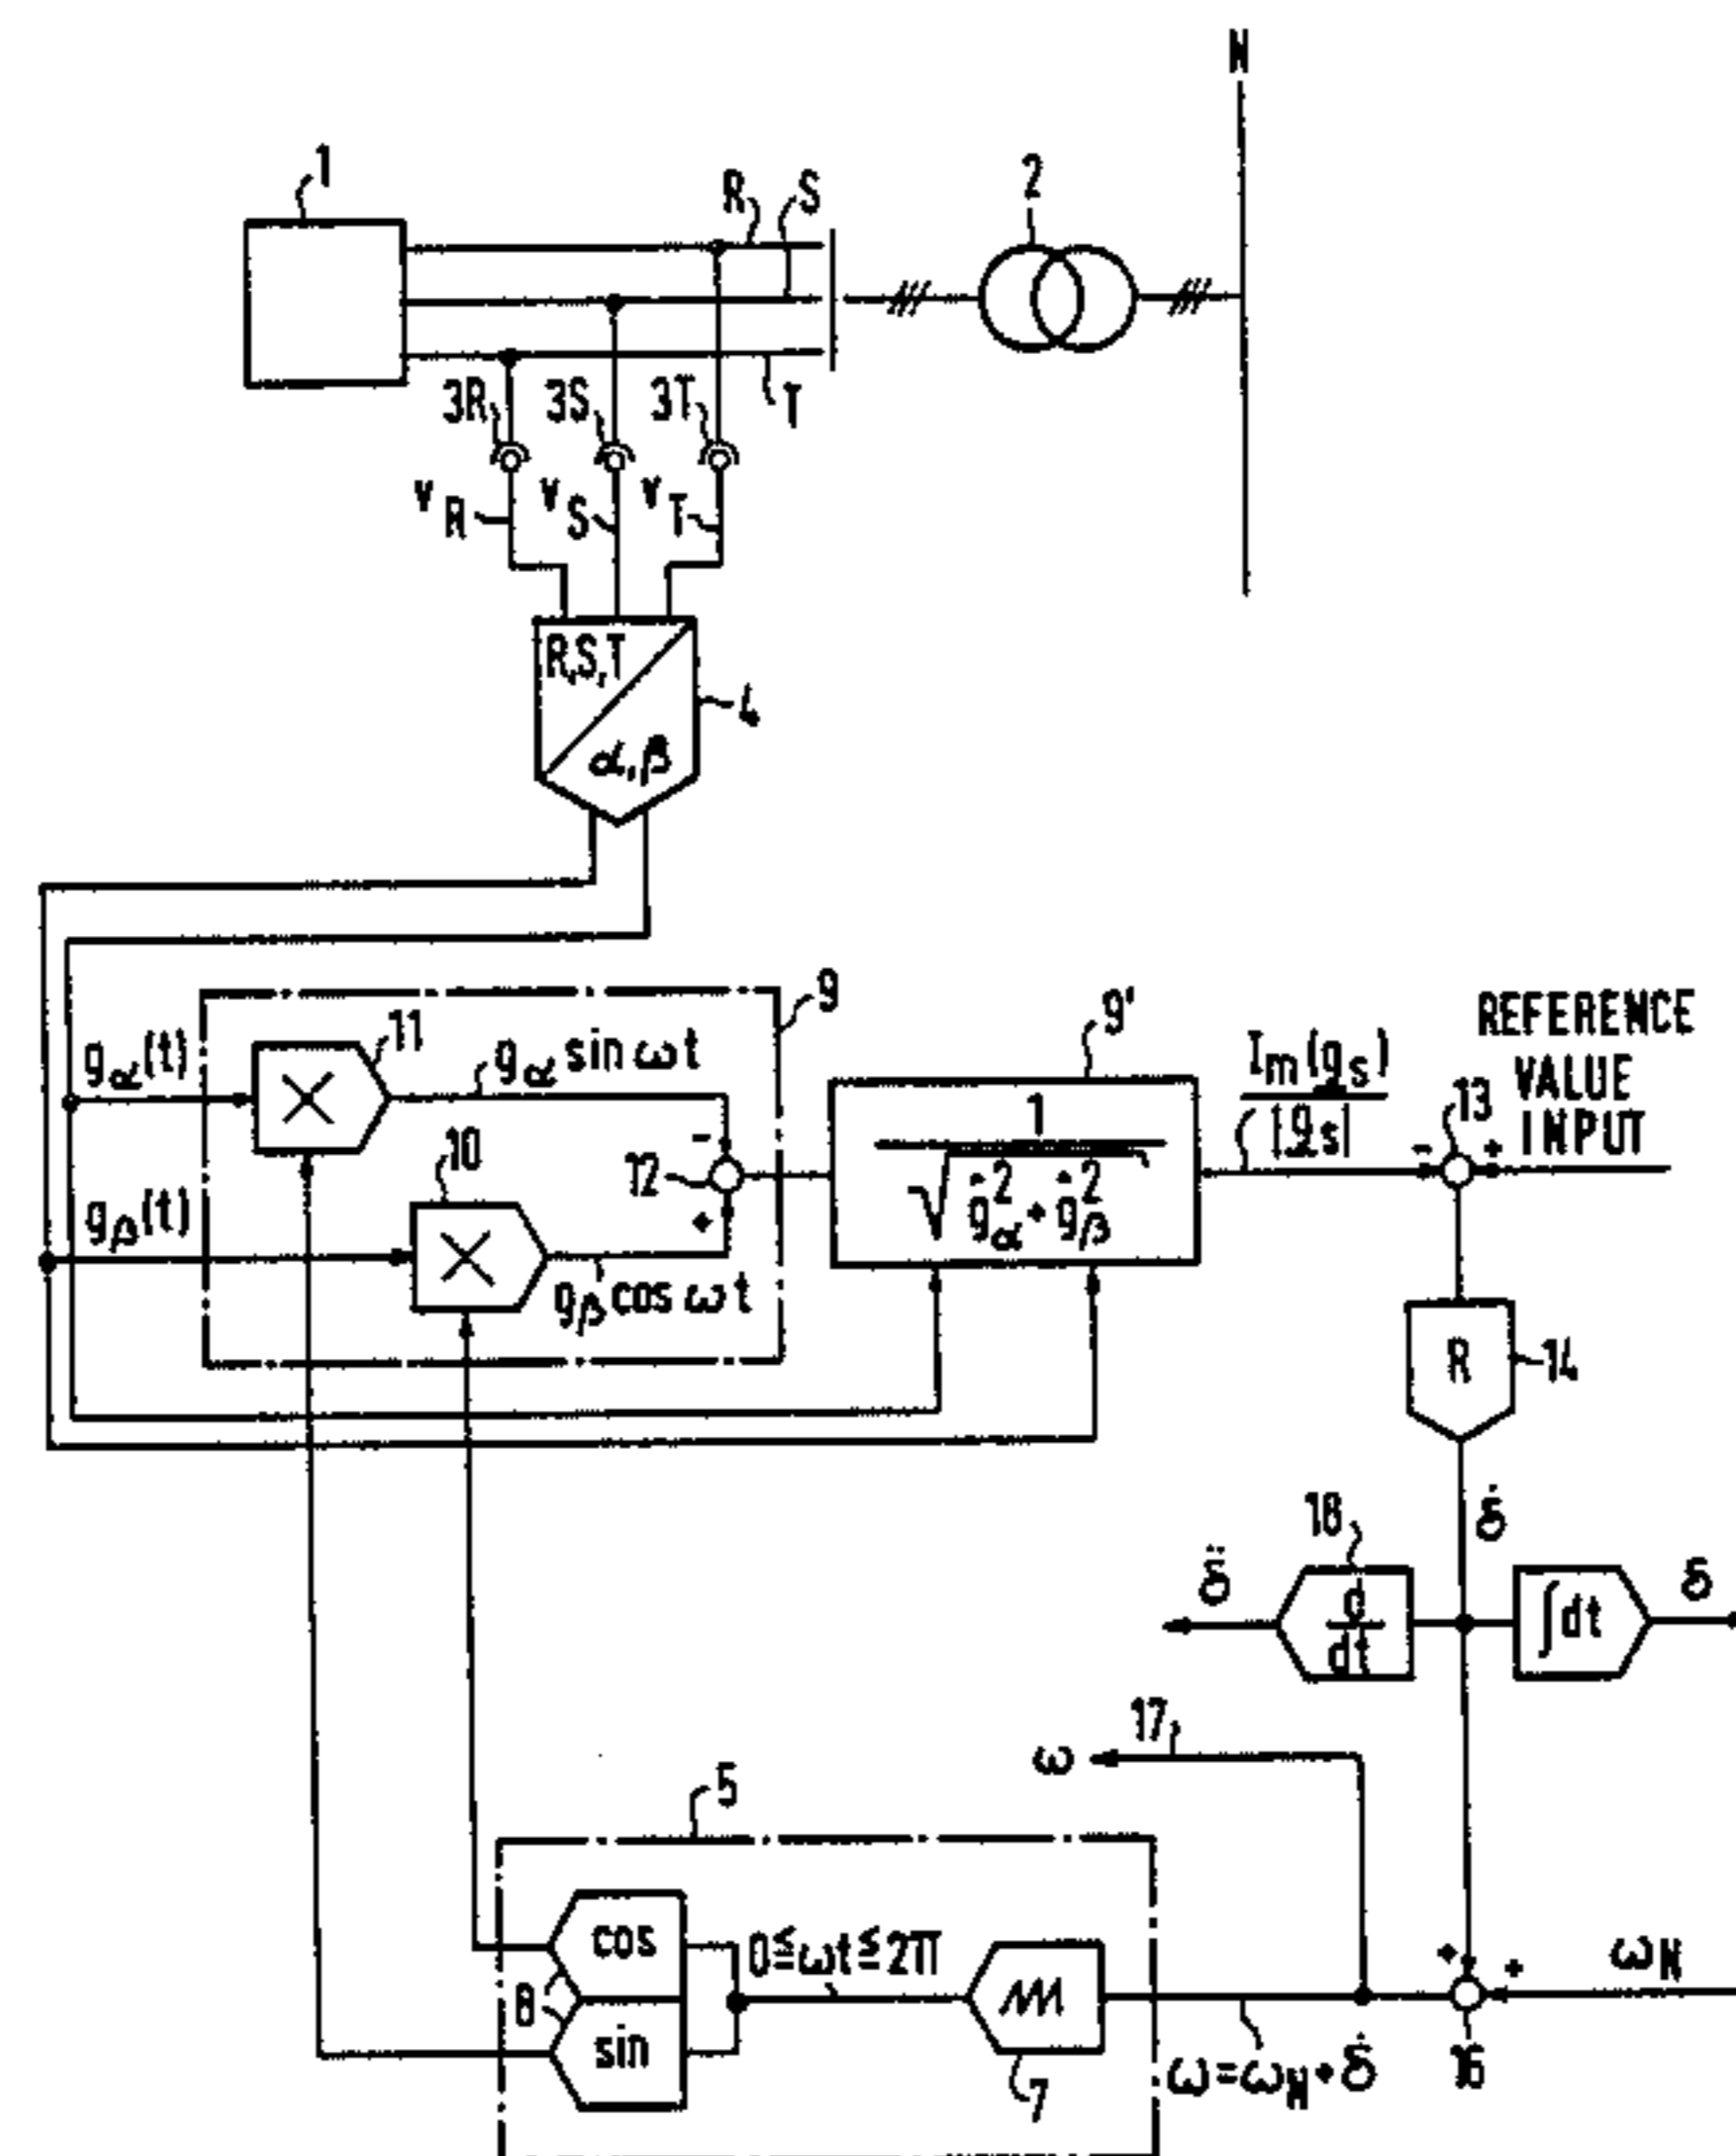 N
1
R
S
2
3R
3S
3T
T
vR
vS
vT
R,S,T
4
α,β
9
9'
gα(t)
11
gα sin ωt
Im(gs)
|gs|
REFERENCE
VALUE
INPUT
13
- +
1
√ĝα² + ĝβ²
10
12
-
+
gβ(t)
gβ cos ωt
R
14
δ̇
18
δ̈
d
dt
∫dt
δ
17
ω
5
cos
0≦ωt≦2π
8
sin
7
ω=ωN+δ̇
+
+
ωN
16